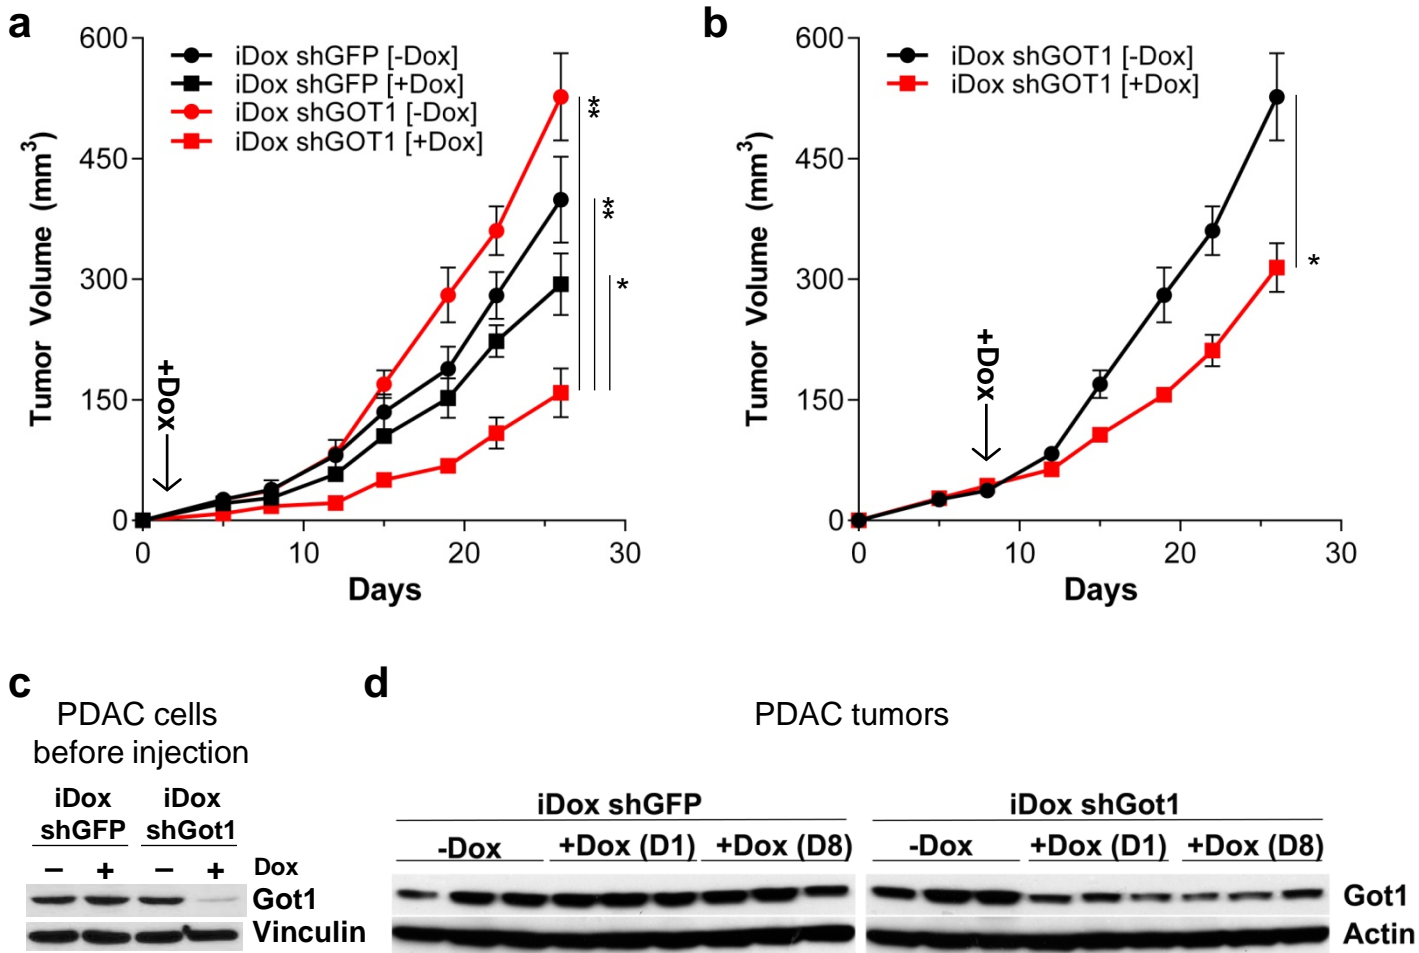 a
600
450
300
150
0
0
10
20
30
Tumor Volume (mm³)
Days
iDox shGFP [-Dox]
iDox shGFP [+Dox]
iDox shGOT1 [-Dox]
iDox shGOT1 [+Dox]
+Dox
**
**
*
b
600
450
300
150
0
0
10
20
30
Tumor Volume (mm³)
Days
iDox shGOT1 [-Dox]
iDox shGOT1 [+Dox]
+Dox
*
c
PDAC cells
before injection
iDox iDox
shGFP shGot1
– + – + Dox
Got1
Vinculin
d
PDAC tumors
iDox shGFP iDox shGot1
-Dox +Dox (D1) +Dox (D8) -Dox +Dox (D1) +Dox (D8)
Got1
Actin